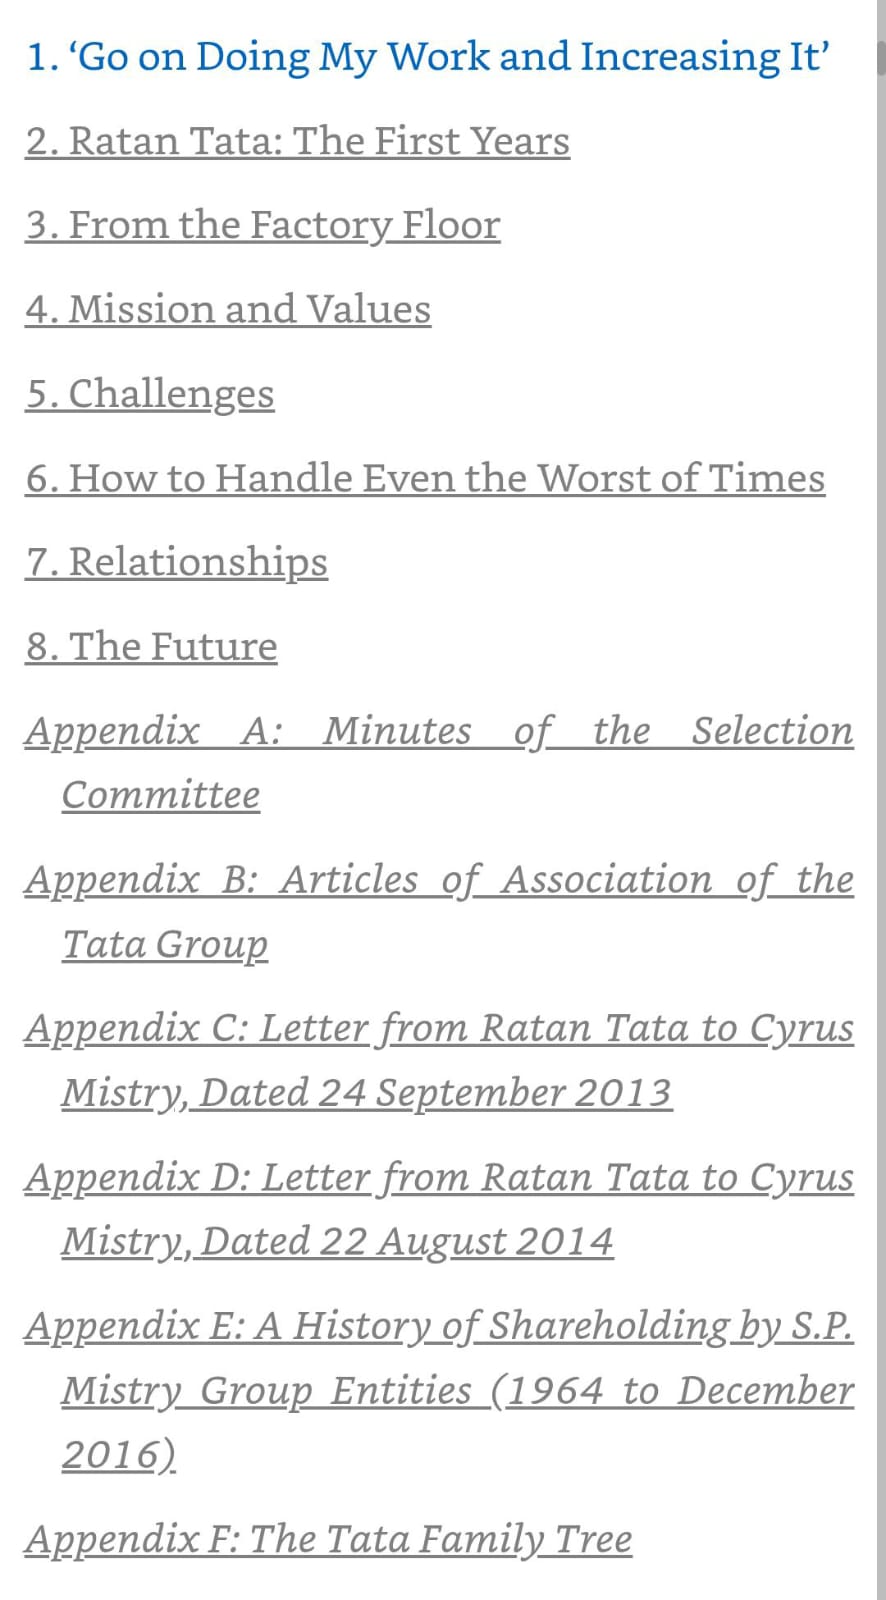 1. ‘Go on Doing My Work and Increasing It’
2. Ratan Tata: The First Years
3. From the Factory Floor
4. Mission and Values
5. Challenges
6. How to Handle Even the Worst of Times
7. Relationships
8. The Future
Appendix A: Minutes of the Selection
Committee
Appendix B: Articles of Association of the
Tata Group
Appendix C: Letter from Ratan Tata to Cyrus
Mistry, Dated 24 September 2013
Appendix D: Letter from Ratan Tata to Cyrus
Mistry, Dated 22 August 2014
Appendix E: A History of Shareholding by S.P.
Mistry Group Entities (1964 to December
2016)
Appendix F: The Tata Family Tree